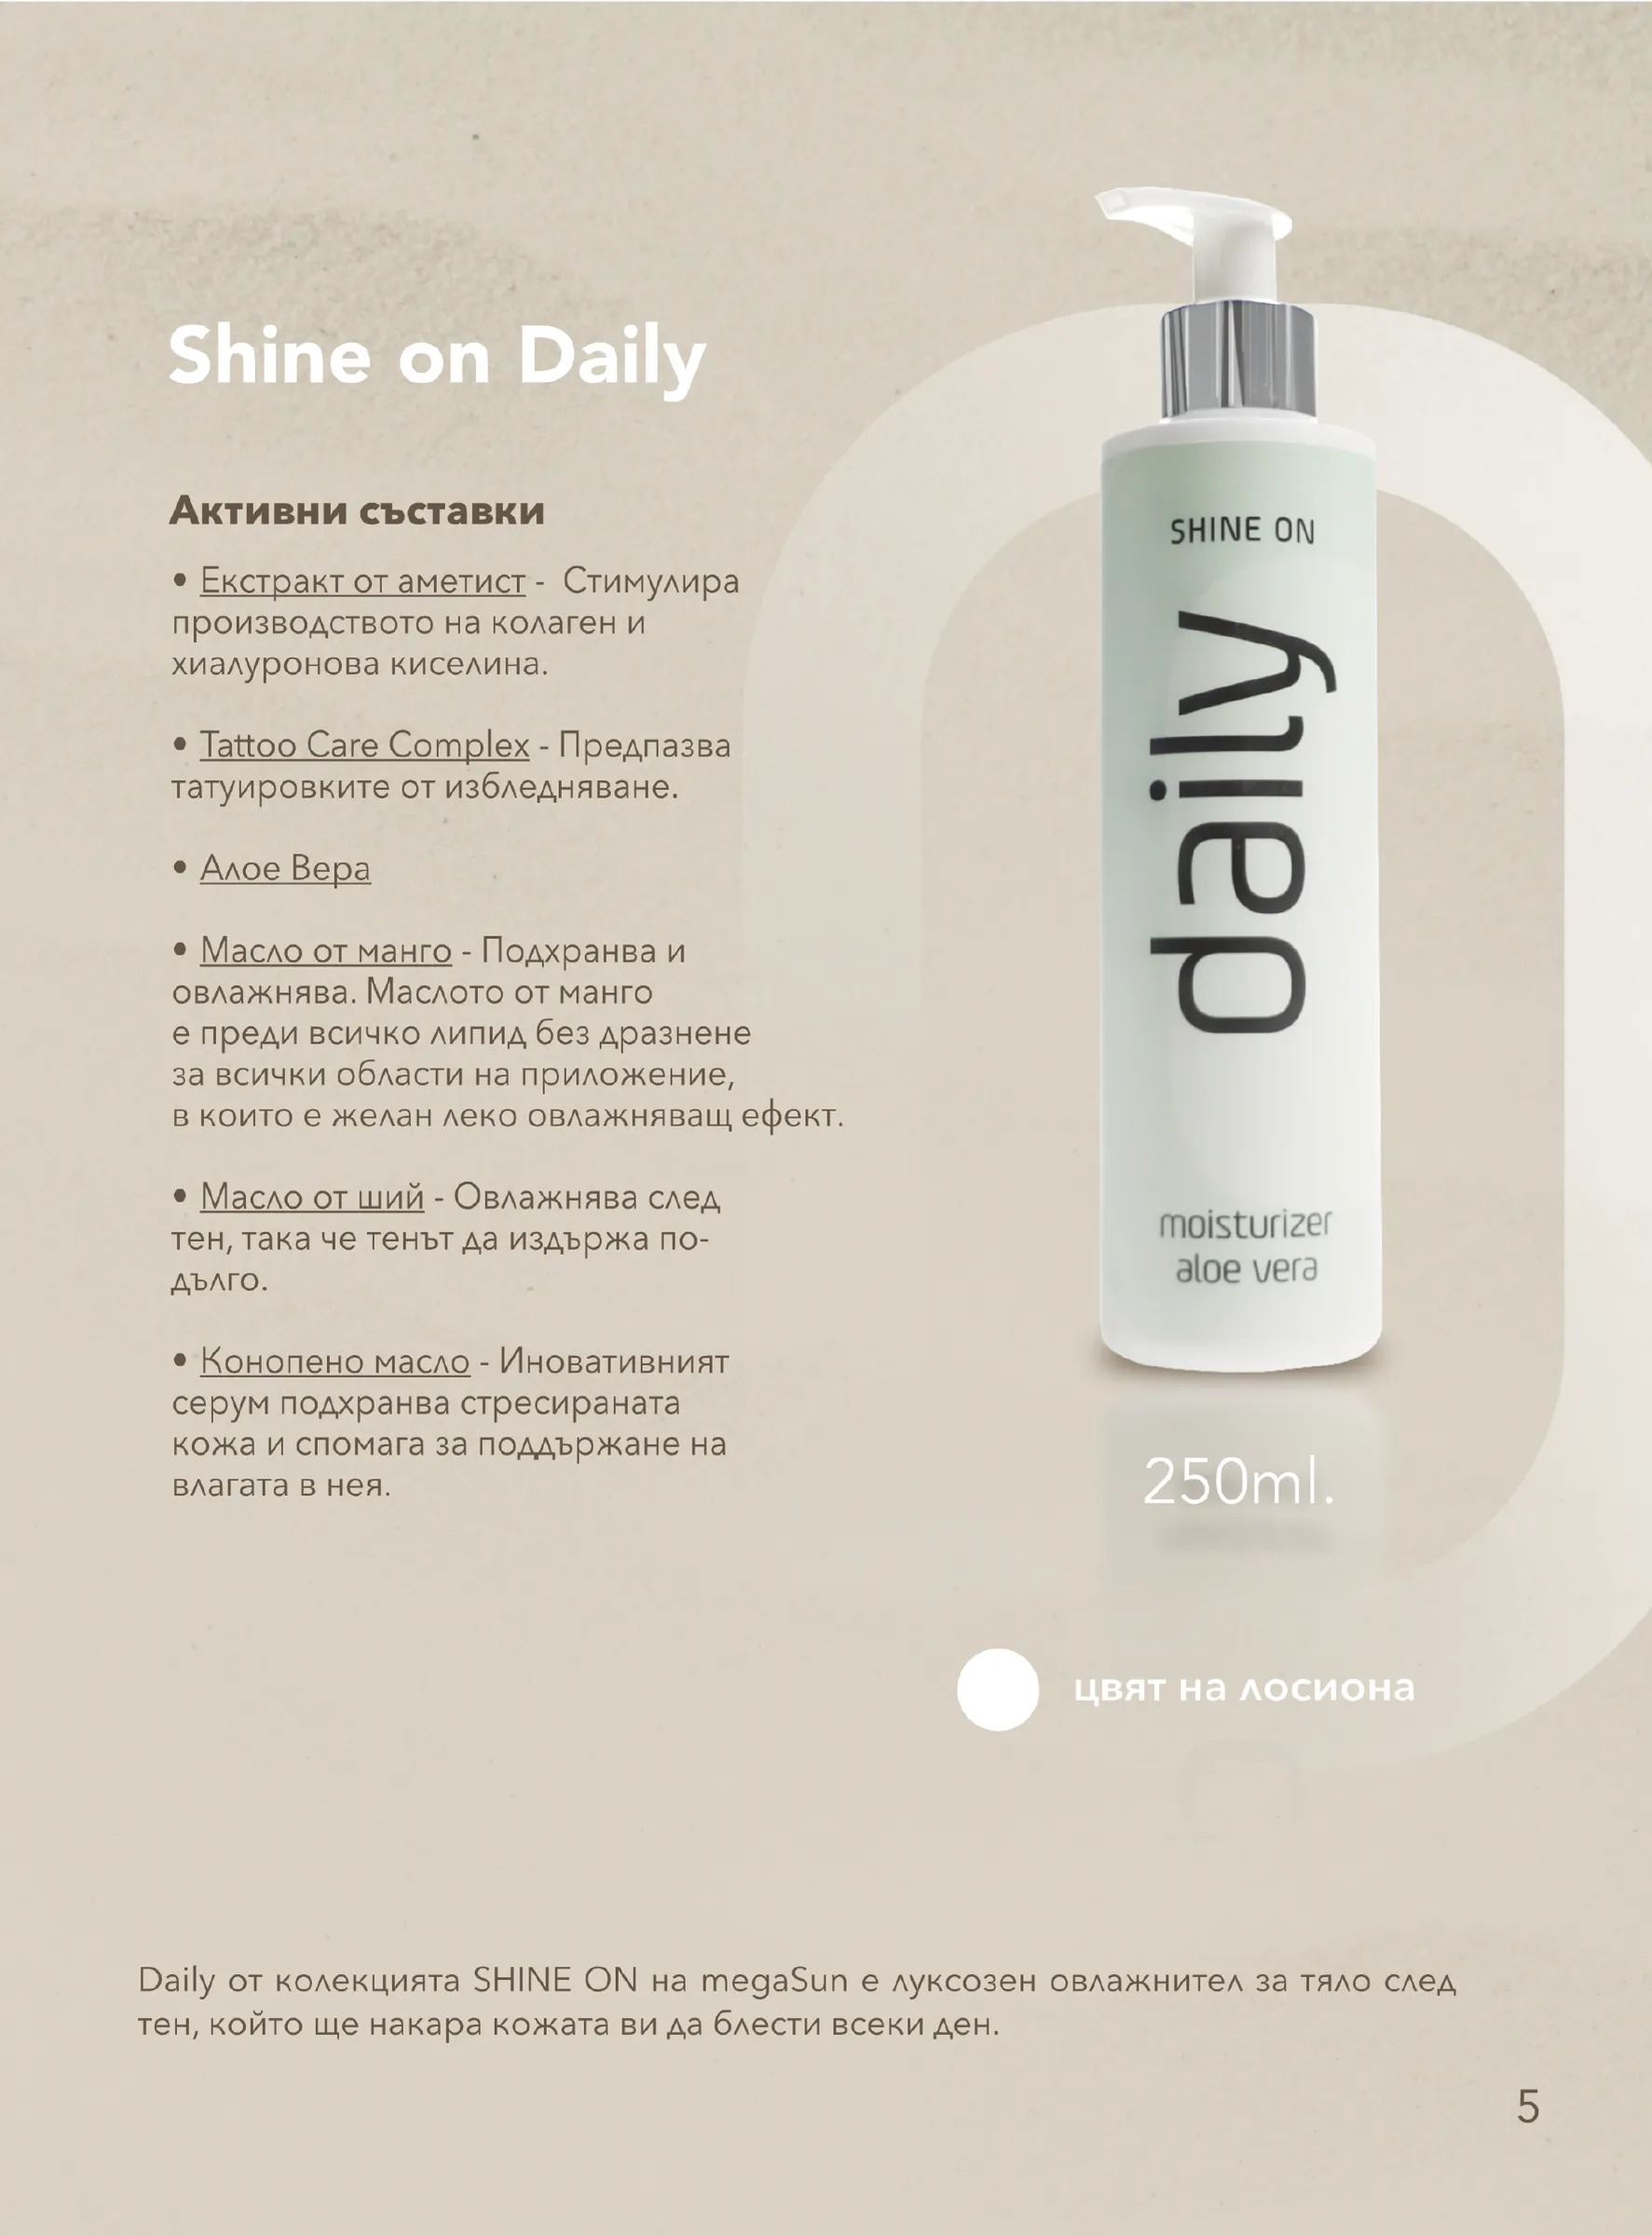 Shine on Daily
Активни съставки
• Екстракт от аметист - Стимулира
производството на колаген и
хиалуронова киселина.
• Tattoo Care Complex - Предпазва
татуировките от избледняване.
• Алое Вера
• Масло от манго - Подхранва и
овлажнява. Маслото от манго
е преди всичко липид без дразнене
за всички области на приложение,
в които е желан леко овлажняващ ефект.
• Масло от ший - Овлажнява след
тен, така че тенът да издържа по-
дълго.
• Конопено масло - Иновативният
серум подхранва стресираната
кожа и спомага за поддържане на
влагата в нея.
SHINE ON
daily
moisturizer
aloe vera
250ml.
цвят на лосиона
Daily от колекцията SHINE ON на megaSun е луксозен овлажнител за тяло след
тен, който ще накара кожата ви да блести всеки ден.
5